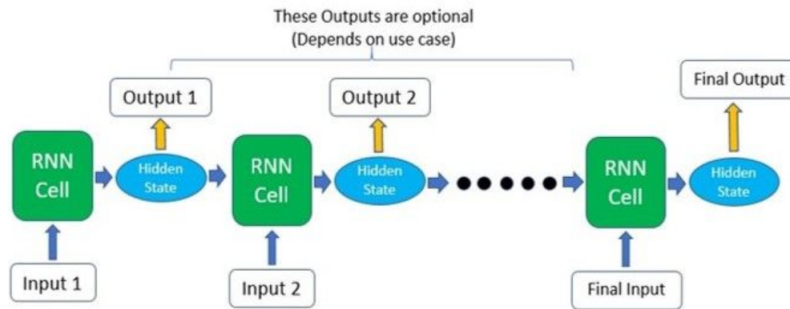 These Outputs are optional
(Depends on use case)
Output 1
Output 2
Final Output
RNN
Cell
Hidden
State
RNN
Cell
Hidden
State
RNN
Cell
Hidden
State
Input 1
Input 2
Final Input